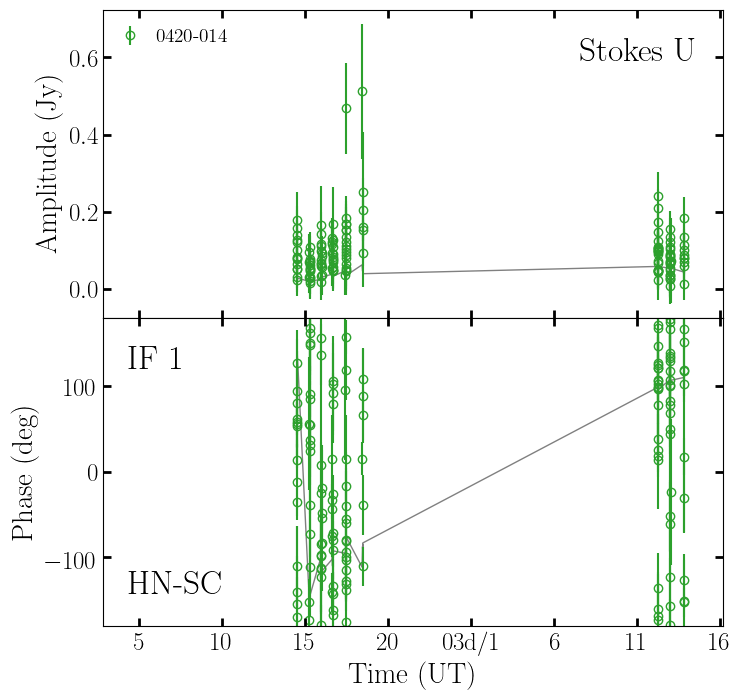 0420-014
Stokes U
Amplitude (Jy)
0.6
0.4
0.2
0.0
IF 1
HN-SC
Phase (deg)
100
0
−100
5 10 15 20 03d/1 6 11 16
Time (UT)